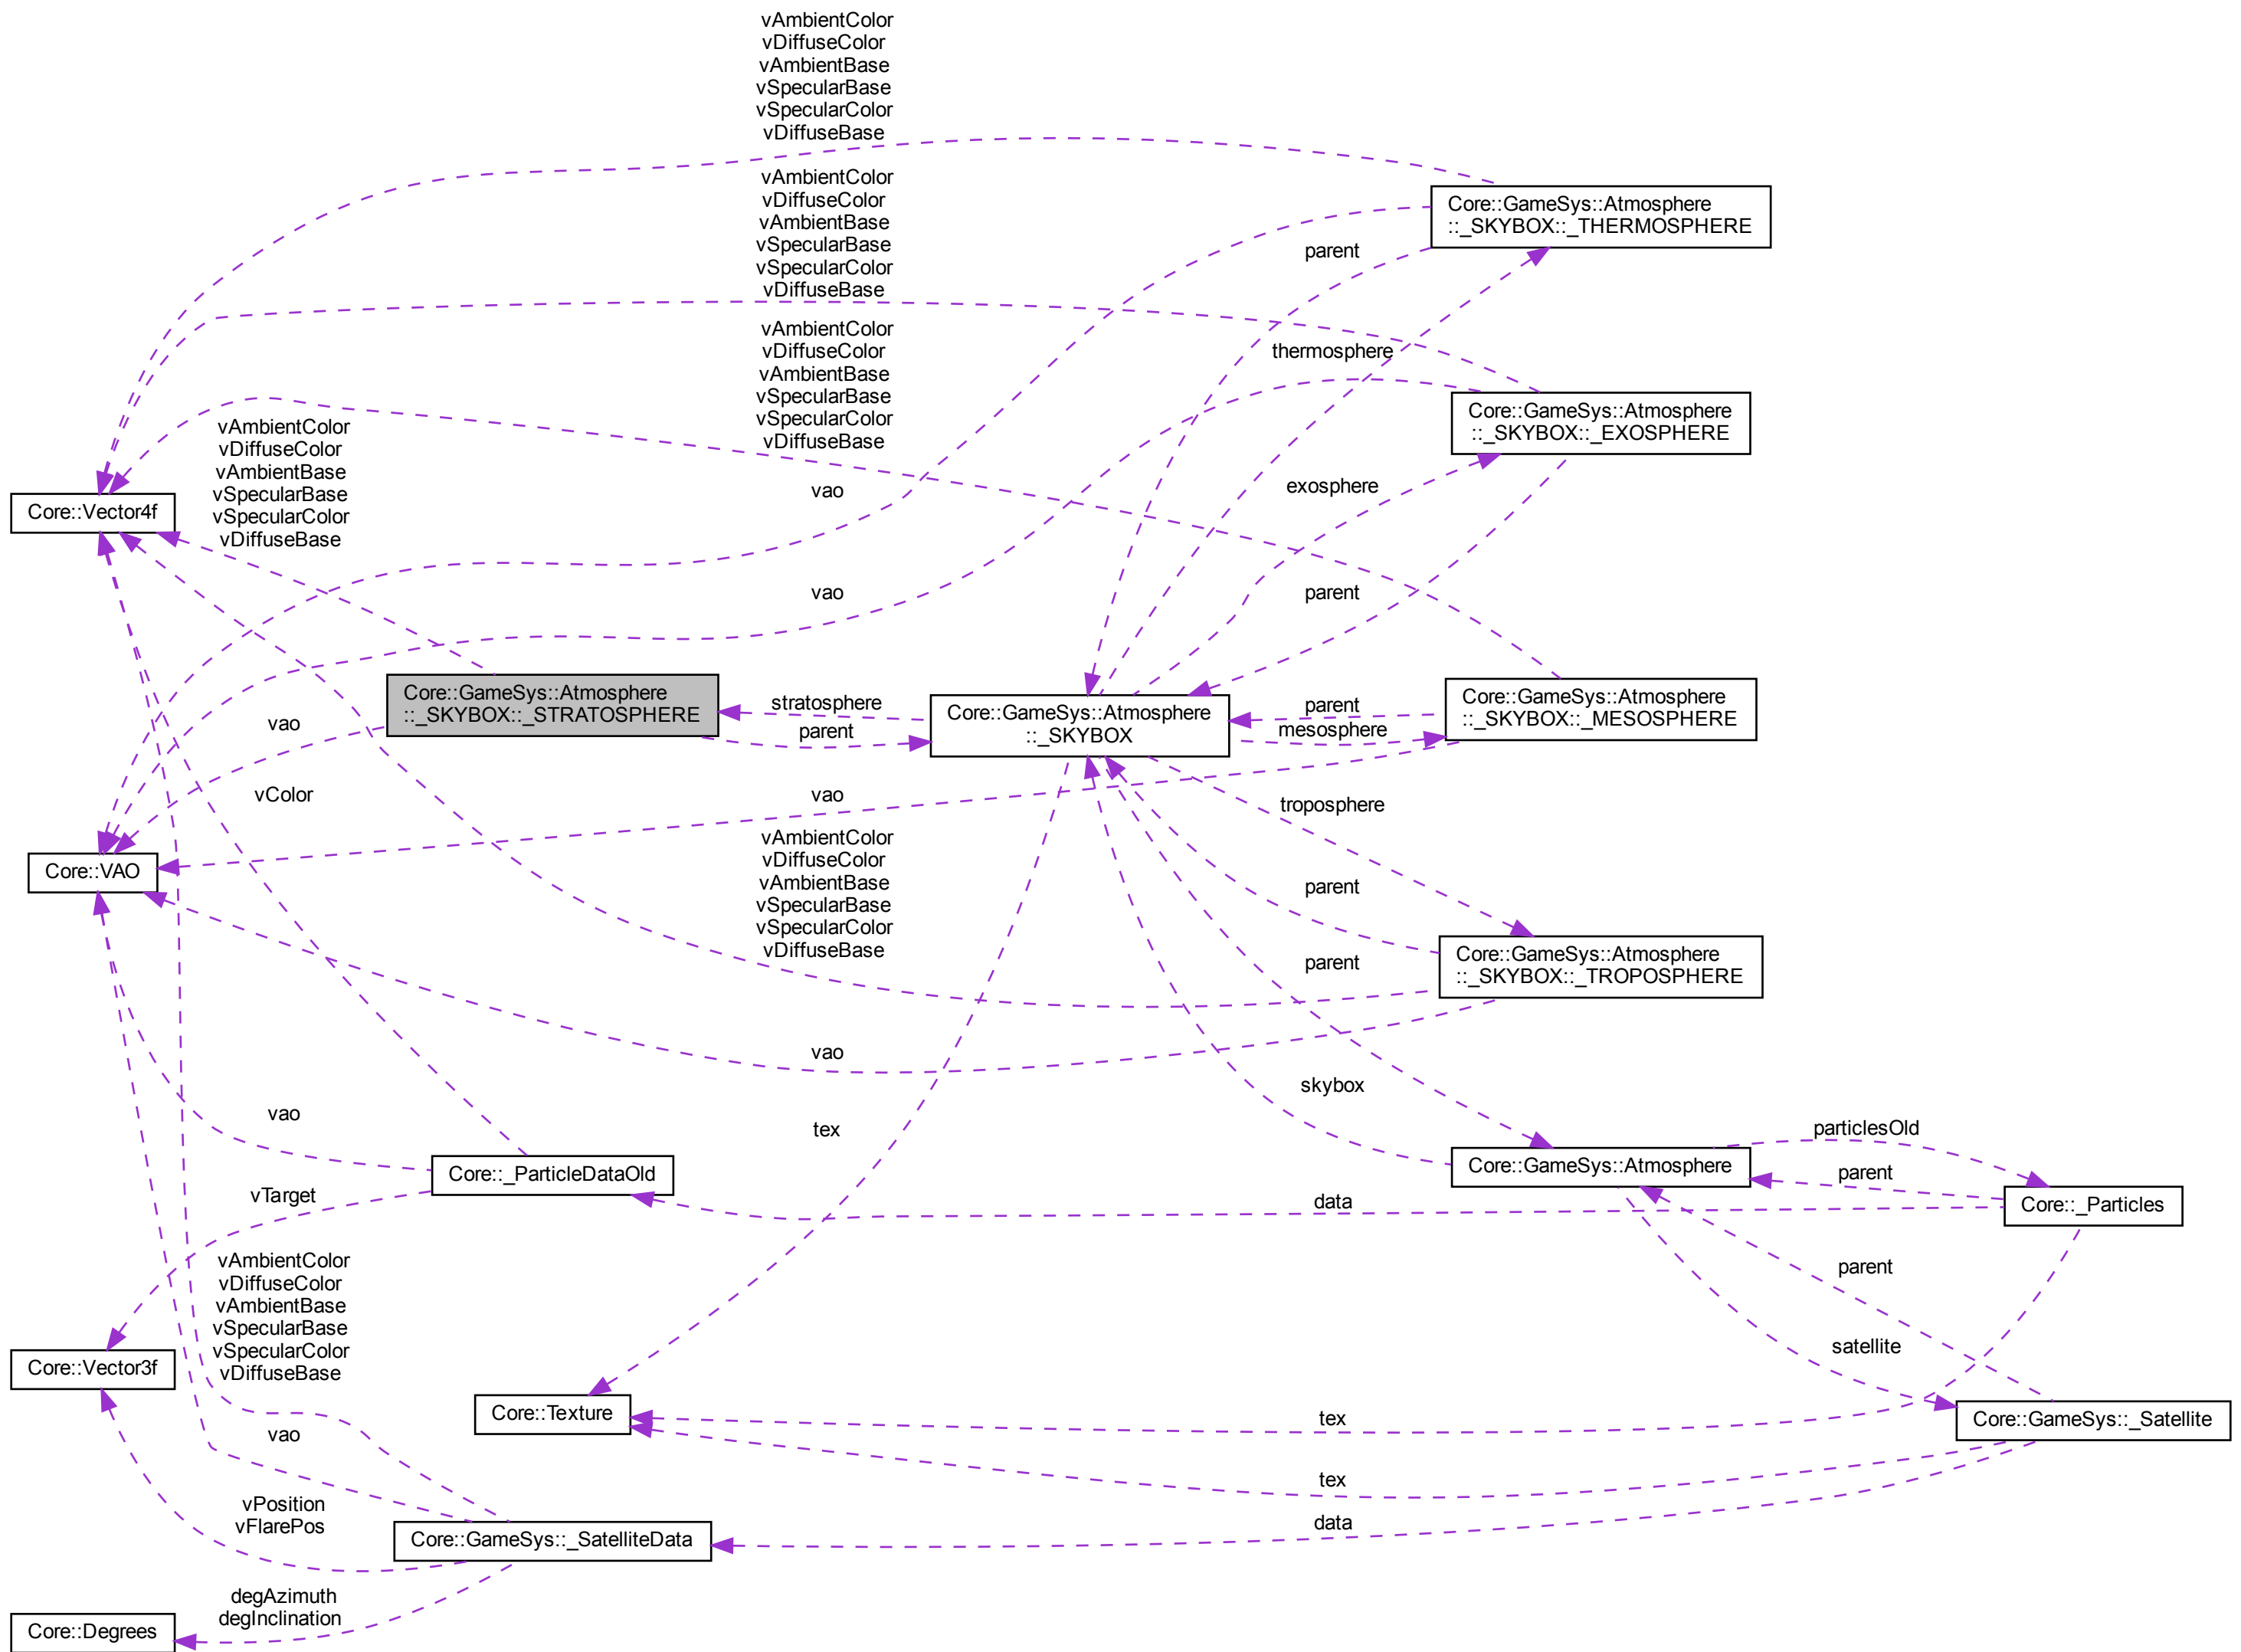 vAmbientColor
vDiffuseColor
vAmbientBase
vSpecularBase
vSpecularColor
vDiffuseBase
vAmbientColor
vDiffuseColor
vAmbientBase
vSpecularBase
vSpecularColor
vDiffuseBase
Core::GameSys::Atmosphere
::_SKYBOX::_THERMOSPHERE
parent
vAmbientColor
vDiffuseColor
vAmbientBase
vSpecularBase
vSpecularColor
vDiffuseBase
thermosphere
Core::GameSys::Atmosphere
::_SKYBOX::_EXOSPHERE
vAmbientColor
vDiffuseColor
vAmbientBase
vSpecularBase
vSpecularColor
vDiffuseBase
Core::Vector4f
vao
exosphere
vao
parent
Core::GameSys::Atmosphere
::_SKYBOX::_STRATOSPHERE
stratosphere
parent
Core::GameSys::Atmosphere
::_SKYBOX
parent
mesosphere
Core::GameSys::Atmosphere
::_SKYBOX::_MESOSPHERE
vao
vColor
vao
troposphere
Core::VAO
vAmbientColor
vDiffuseColor
vAmbientBase
vSpecularBase
vSpecularColor
vDiffuseBase
parent
parent
Core::GameSys::Atmosphere
::_SKYBOX::_TROPOSPHERE
vao
skybox
vao
tex
particlesOld
Core::_ParticleDataOld
Core::GameSys::Atmosphere
parent
vTarget
data
Core::_Particles
vAmbientColor
vDiffuseColor
vAmbientBase
vSpecularBase
vSpecularColor
vDiffuseBase
parent
satellite
Core::Vector3f
Core::Texture
tex
Core::GameSys::_Satellite
vao
tex
vPosition
vFlarePos
data
Core::GameSys::_SatelliteData
degAzimuth
degInclination
Core::Degrees